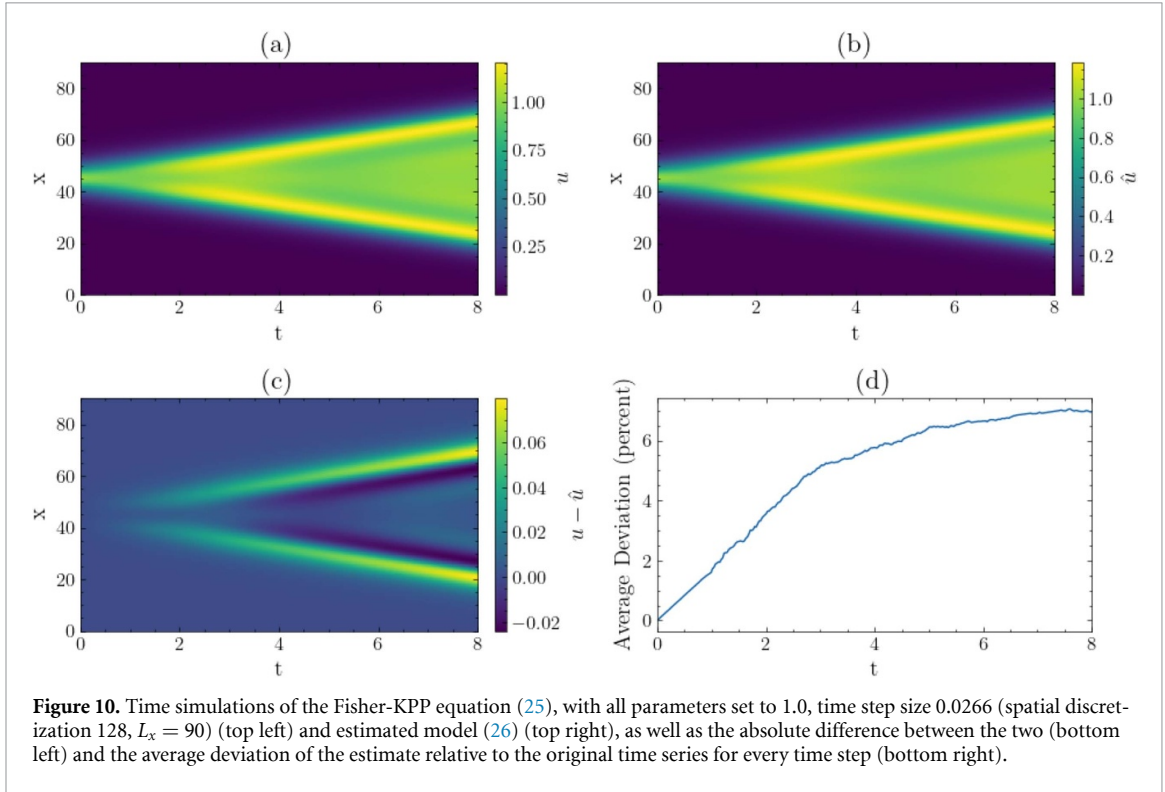 (a)
(b)
80
60
40
20
0
x
0
2
4
6
8
t
1.00
0.75
0.50
0.25
u
80
60
40
20
0
x
0
2
4
6
8
t
1.0
0.8
0.6
0.4
0.2
û
(c)
(d)
80
60
40
20
0
x
0
2
4
6
8
t
0.06
0.04
0.02
0.00
−0.02
u − û
Average Deviation (percent)
6
4
2
0
0
2
4
6
8
t
Figure 10. Time simulations of the Fisher-KPP equation (25), with all parameters set to 1.0, time step size 0.0266 (spatial discret-
ization 128, Lₓ = 90) (top left) and estimated model (26) (top right), as well as the absolute difference between the two (bottom
left) and the average deviation of the estimate relative to the original time series for every time step (bottom right).